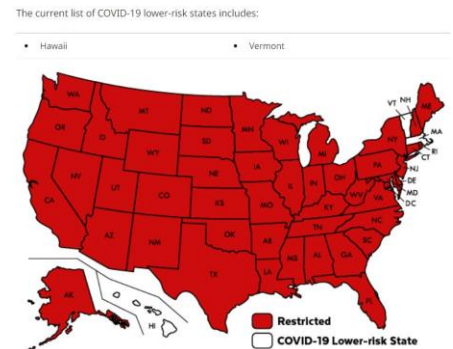 The current list of COVID-19 lower-risk states includes:
• Hawaii
• Vermont
WA
OR
CA
NV
ID
MT
WY
UT
AZ
CO
NM
ND
SD
NE
KS
OK
TX
MN
IA
MO
AR
LA
WI
IL
MS
MI
IN
KY
TN
AL
OH
WV
GA
FL
SC
NC
PA
NY
VT
NH
ME
MA
RI
CT
NJ
DE
MD
DC
AK
HI
Restricted
COVID-19 Lower-risk State